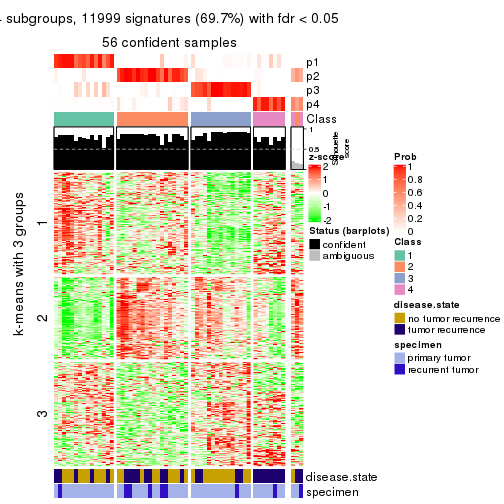 subgroups, 11999 signatures (69.7%) with fdr < 0.05
56 confident samples
p1
p2
p3
p4
Class
1
0.5
0
Silhouette
score
k-means with 3 groups
1
2
3
disease.state
specimen
z-score
2
1
0
-1
-2
Status (barplots)
confident
ambiguous
Prob
1
0.8
0.6
0.4
0.2
0
Class
1
2
3
4
disease.state
no tumor recurrence
tumor recurrence
specimen
primary tumor
recurrent tumor